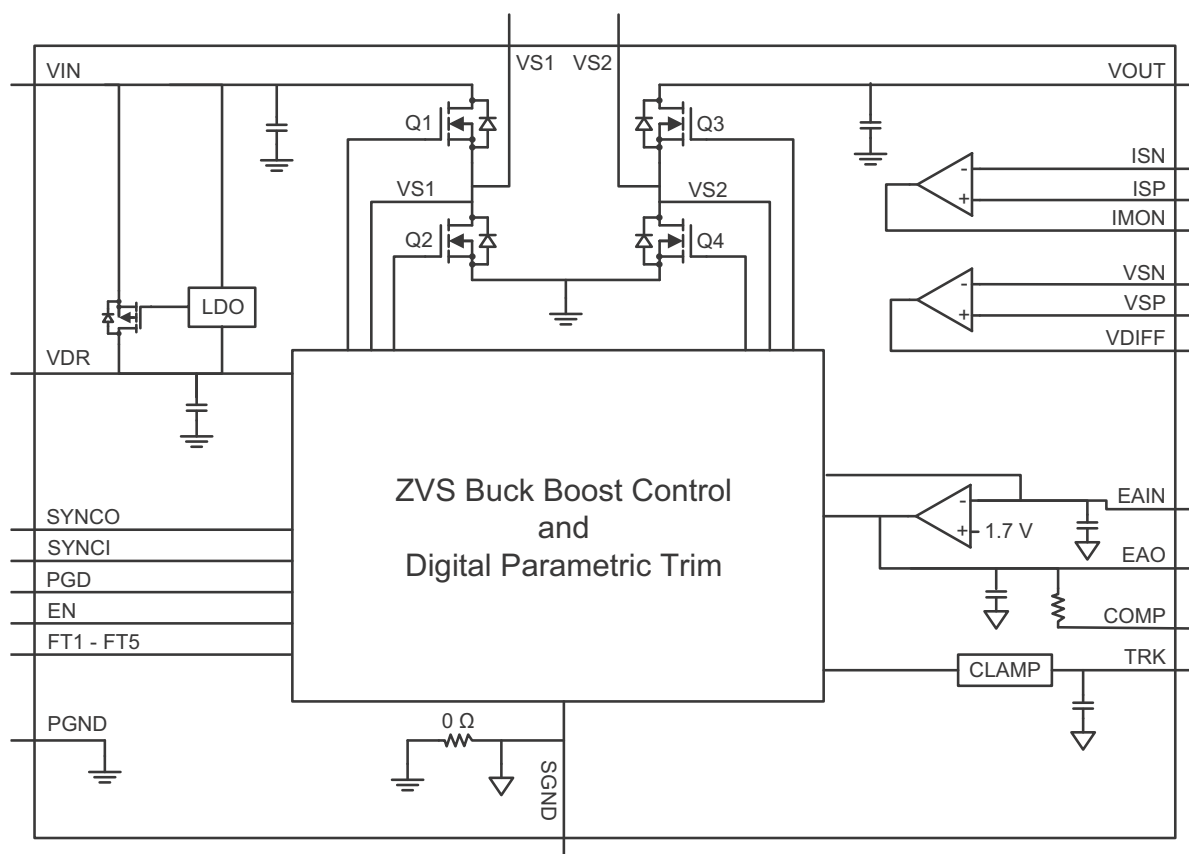 VS1 VS2
VIN
VOUT
Q1
Q3
ISN
ISP
IMON
VS1
VS2
Q2
Q4
VSN
VSP
VDIFF
LDO
VDR
-
+
-
+
ZVS Buck Boost Control
and
Digital Parametric Trim
-
+ 1.7 V
EAIN
EAO
COMP
TRK
CLAMP
SYNCO
SYNCI
PGD
EN
FT1 - FT5
PGND
0 Ω
SGND